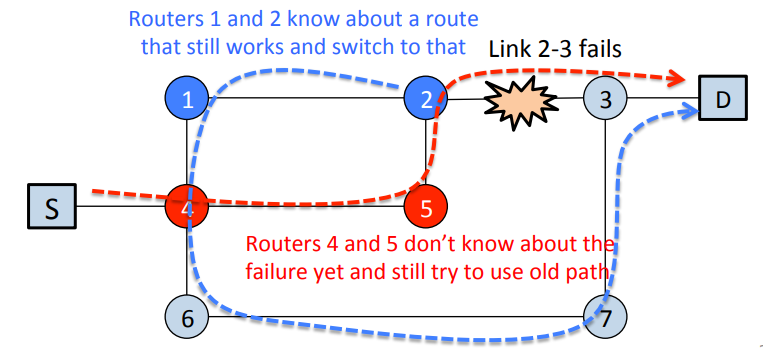 Routers 1 and 2 know about a route
that still works and switch to that
Link 2-3 fails
1
2
3
D
S
4
5
Routers 4 and 5 don't know about the
failure yet and still try to use old path
6
7